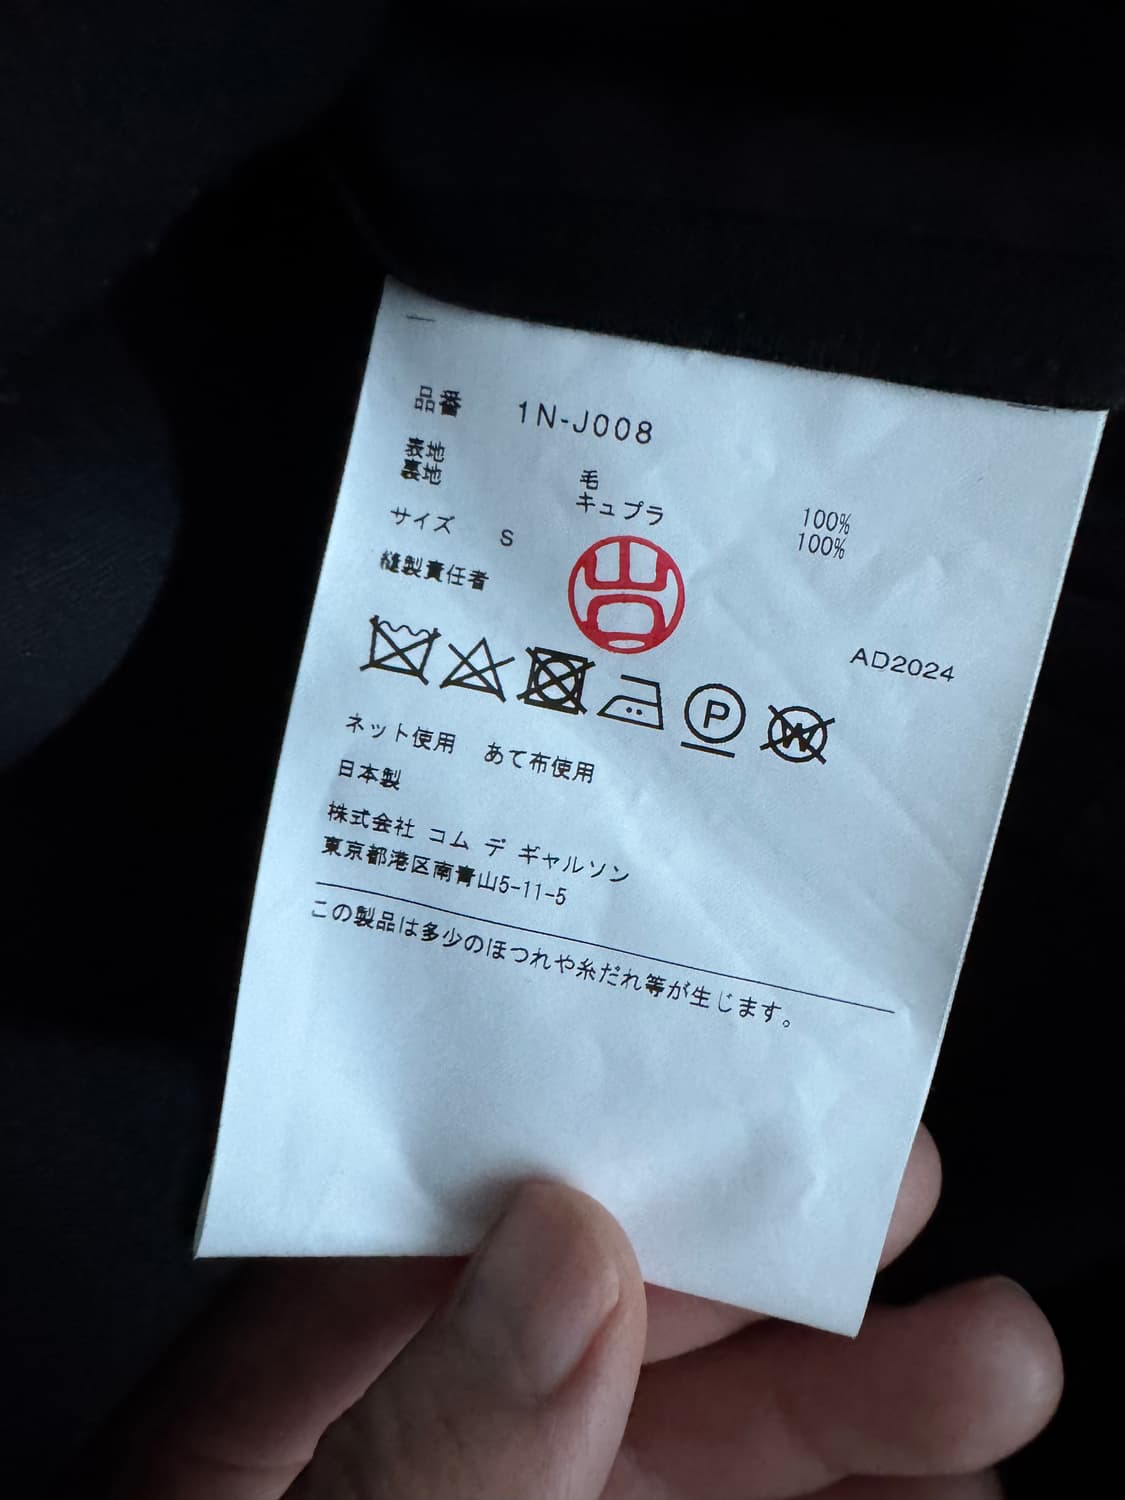 品番 1N-J008
表地 毛 100%
裏地 キュプラ 100%
サイズ S
縫製責任者
AD2024
P
W
ネット使用 あて布使用
日本製
株式会社 コム デ ギャルソン
東京都港区南青山5-11-5
この製品は多少のほつれや糸だれ等が生じます。